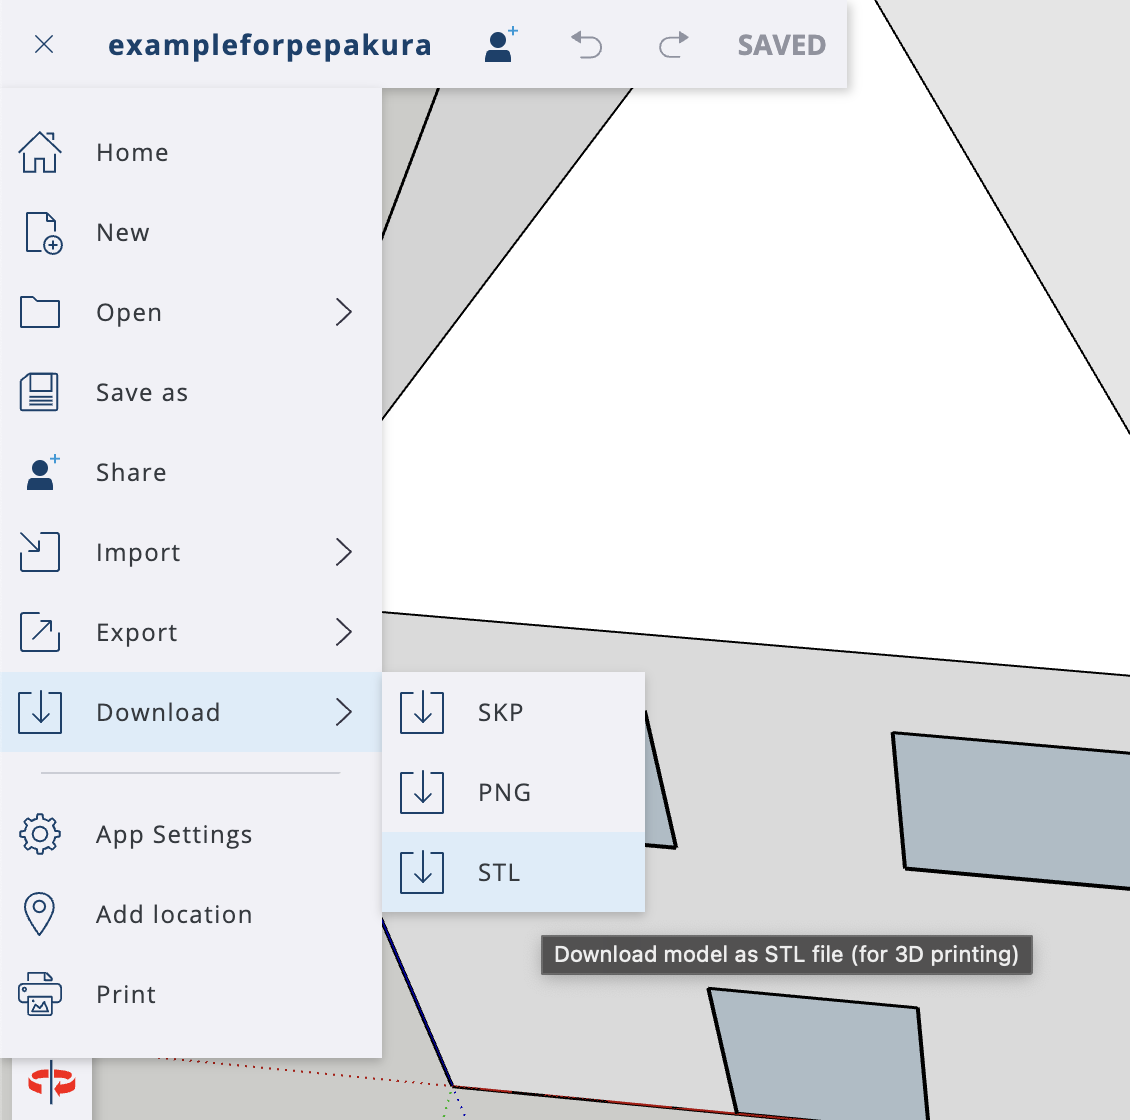 exampleforpepakura
SAVED
Home
New
Open
Save as
Share
Import
Export
Download
SKP
PNG
STL
Download model as STL file (for 3D printing)
App Settings
Add location
Print